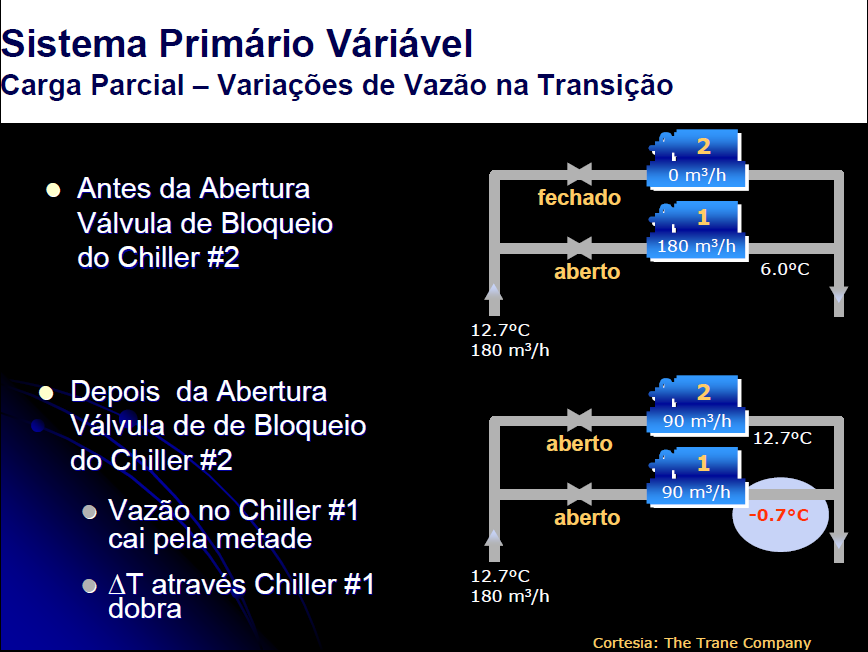 Sistema Primário Váriável
Carga Parcial – Variações de Vazão na Transição
Antes da Abertura
Válvula de Bloqueio
do Chiller #2
2
0 m³/h
fechado
1
180 m³/h
aberto
6.0ºC
12.7ºC
180 m³/h
Depois da Abertura
Válvula de de Bloqueio
do Chiller #2
Vazão no Chiller #1
cai pela metade
ΔT através Chiller #1
dobra
2
90 m³/h
aberto
12.7ºC
1
90 m³/h
aberto
-0.7°C
12.7ºC
180 m³/h
Cortesia: The Trane Company